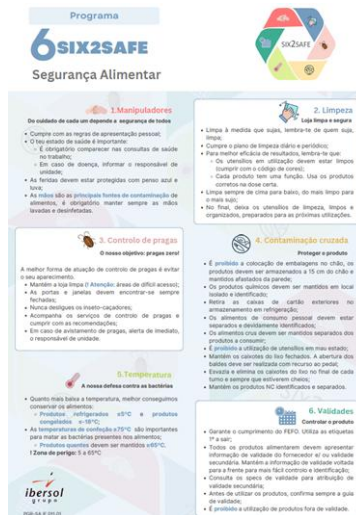 Programa
6SIX2SAFE
SIX2SAFE
Segurança Alimentar
1.Manipuladores
Do cuidado de cada um depende a segurança de todos
• Cumpre com as regras de apresentação pessoal;
• O teu estado de saúde é importante:
◦ É obrigatório comparecer nas consultas de saúde
no trabalho;
◦ Em caso de doença, informar o responsável de
unidade;
• As feridas devem estar protegidas com penso azul e
luva;
• As mãos são as principais fontes de contaminação de
alimentos, é obrigatório manter sempre as mãos
lavadas e desinfetadas.
2. Limpeza
Loja limpa e segura
• Limpa à medida que sujas, lembra-te de quem suja,
limpa;
• Cumpre o plano de limpeza diário e periódicos;
• Para melhor eficácia de resultados, lembra-te que:
◦ Os utensílios em utilização devem estar limpos
(cumprir com o código de cores);
◦ Cada produto tem uma função. Usa os produtos
corretos na dose certa.
• Limpa sempre de cima para baixo, do mais limpo para
o mais sujo;
• No final, deixa os utensílios de limpeza, limpos e
organizados, preparados para as próximas utilizações.
3. Controlo de pragas
O nosso objetivo: pragas zero!
A melhor forma de atuação de controlo de pragas é evitar
o seu aparecimento.
• Mantém a loja limpa (! Atenção: áreas de difícil acesso);
• As portas e janelas devem encontrar-se sempre
fechadas;
• Nunca desligues os inseto-caçadores;
• Acompanha os serviços de controlo de pragas e
cumprir com as recomendações;
• Em caso de avistamento de pragas, alerta de imediato,
o responsável de unidade.
4. Contaminação cruzada
Proteger o produto
• É proibido a colocação de embalagens no chão, os
produtos devem ser armazenados a 15 cm do chão e
mantidos afastados da parede;
• Os produtos químicos devem ser mantidos em local
isolado e identificado;
• Retira as caixas de cartão exteriores no
armazenamento em refrigeração;
• Os alimentos de consumo pessoal devem estar
separados e devidamente identificados;
• Os alimentos crus devem ser mantidos separados dos
produtos a consumir;
• É proibido a utilização de utensílios em mau estado;
• Mantém os caixotes do lixo fechados. A abertura dos
baldes deve ser realizada com recurso ao pedal;
• Esvazia e elimina os caixotes do lixo no final de cada
turno e sempre que estiverem cheios;
• Mantém os produtos NC identificados e separados.
5.Temperatura
A nossa defesa contra as bactérias
• Quanto mais baixa a temperatura, melhor conseguimos
conservar os alimentos:
◦ Produtos refrigerados ≤5ºC e produtos
congelados ≤-18ºC;
• As temperaturas de confeção ≥75ºC são importantes
para matar as bactérias presentes nos alimentos;
◦ Produtos quentes devem ser mantidos ≥65ºC.
! Zona de perigo: 5 a 65ºC
6. Validades
Controlar o produto
• Garante o cumprimento do FEFO. Utiliza as etiquetas
1º a sair;
• Todos os produtos alimentarem devem apresentar
informação de validade do fornecedor e/ ou validade
secundária. Mantém a informação de validade voltada
para a frente para mais fácil controlo e identificação;
• Consulta os specs de validade para atribuição de
validade secundária;
• Antes de utilizar os produtos, confirma sempre a guia
de validade;
• É proibido a utilização de produtos fora de validade.
ibersol
grupo